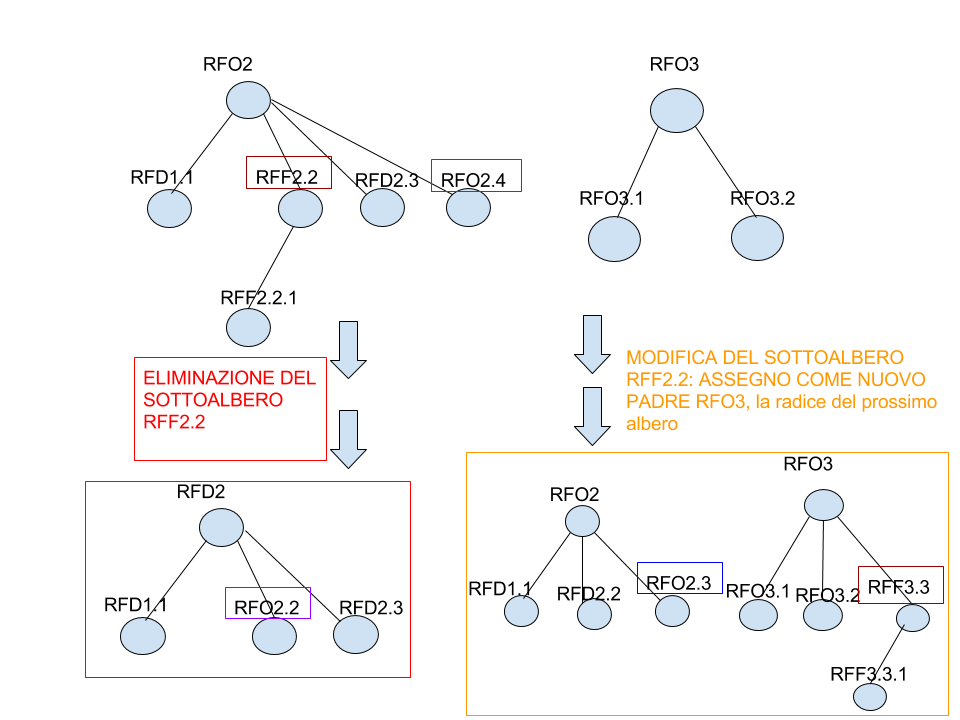 RFO2
RFO3
RFD1.1
RFF2.2
RFD2.3
RFO2.4
RFO3.1
RFO3.2
RFF2.2.1
ELIMINAZIONE DEL
SOTTOALBERO
RFF2.2
MODIFICA DEL SOTTOALBERO
RFF2.2: ASSEGNO COME NUOVO
PADRE RFO3, la radice del prossimo
albero
RFD2
RFD1.1
RFO2.2
RFD2.3
RFO2
RFO3
RFD1.1
RFD2.2
RFO2.3
RFO3.1
RFO3.2
RFF3.3
RFF3.3.1